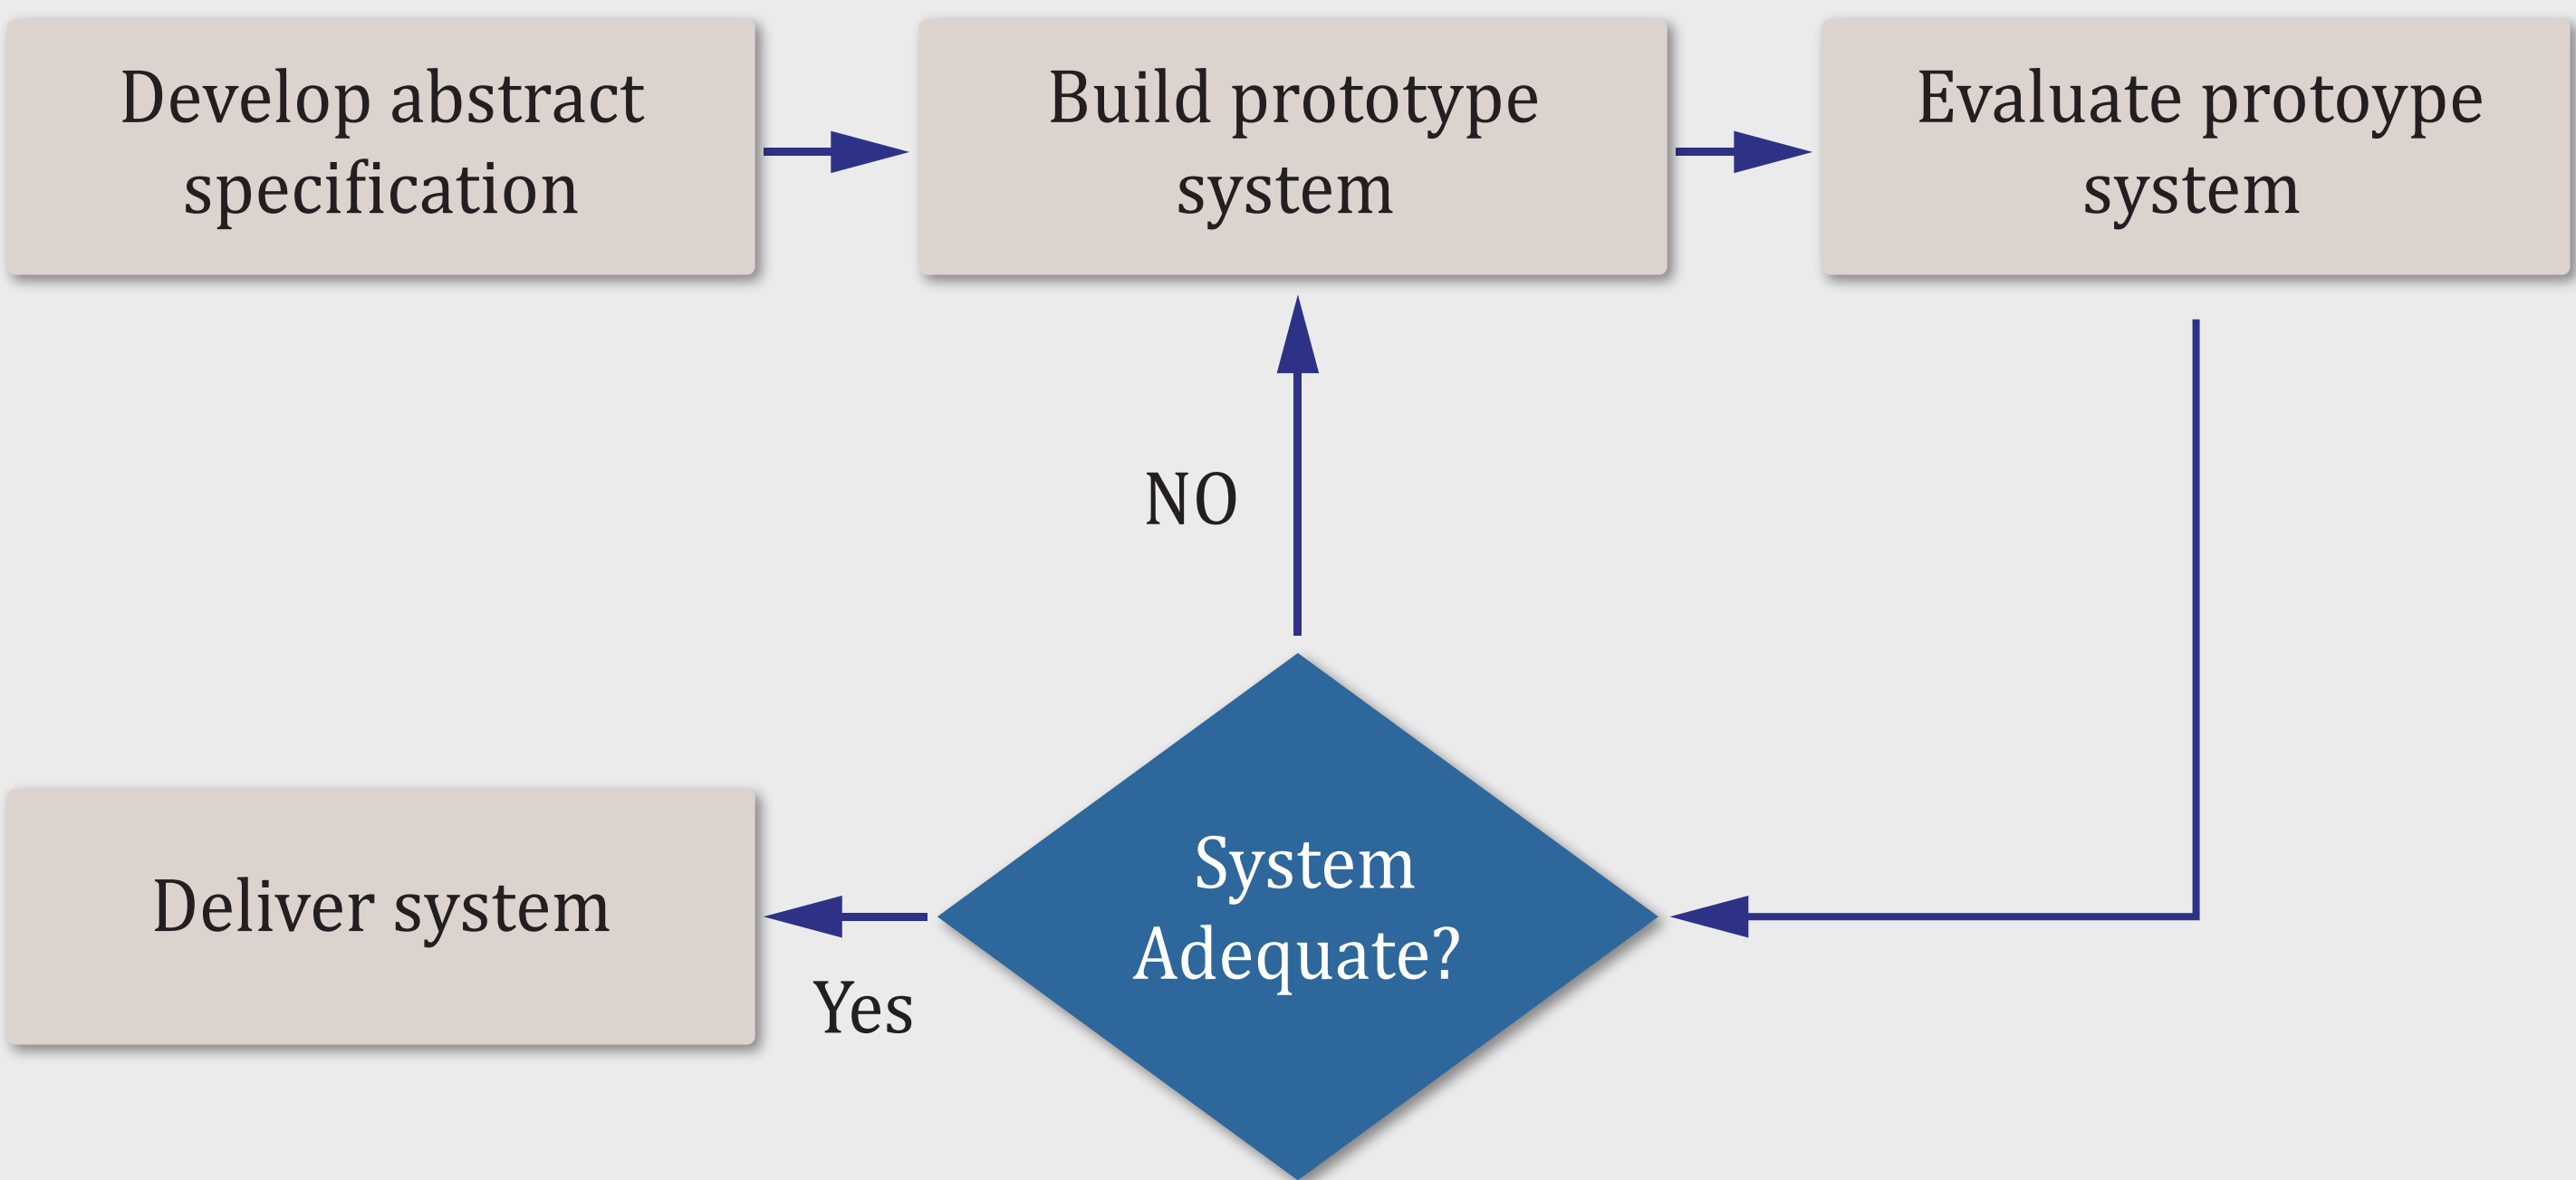 Develop abstract
specification
Build prototype
system
Evaluate protoype
system
NO
System
Adequate?
Deliver system
Yes